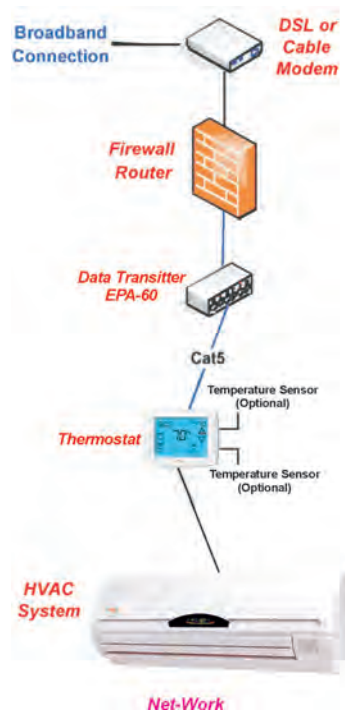 Broadband
Connection
DSL or
Cable
Modem
Firewall
Router
Data Transitter
EPA-60
Cat5
Temperature Sensor
(Optional)
Thermostat
70
Temperature Sensor
(Optional)
HVAC
System
Net-Work